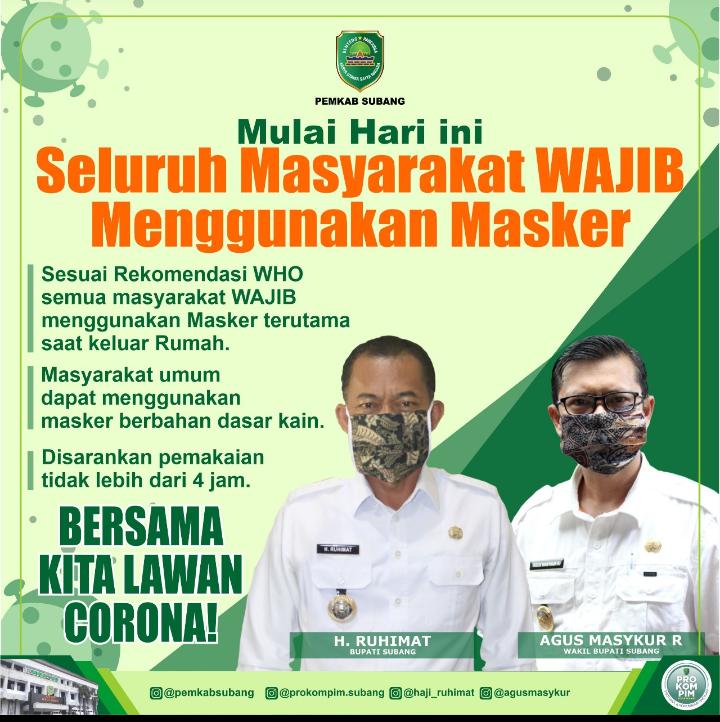 PEMKAB SUBANG
Mulai Hari ini
Seluruh Masyarakat WAJIB
Menggunakan Masker
Sesuai Rekomendasi WHO
semua masyarakat WAJIB
menggunakan Masker terutama
saat keluar Rumah.
Masyarakat umum
dapat menggunakan
masker berbahan dasar kain.
Disarankan pemakaian
tidak lebih dari 4 jam.
BERSAMA
KITA LAWAN
CORONA!
H. RUHIMAT
H. RUHIMAT
BUPATI SUBANG
AGUS MASYKUR R
WAKIL BUPATI SUBANG
@pemkabsubang @prokompim.subang @haji_ruhimat @agusmasykur
PRO
KOM
PIM